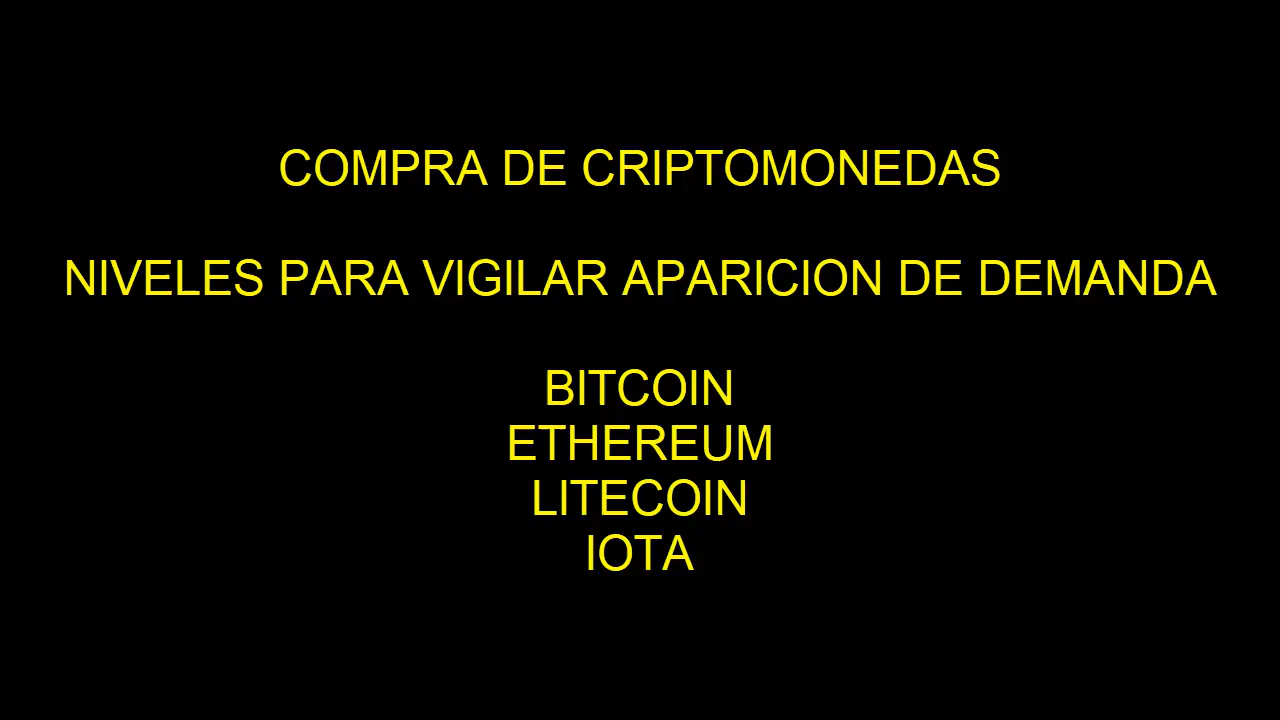 COMPRA DE CRIPTOMONEDAS
NIVELES PARA VIGILAR APARICION DE DEMANDA
BITCOIN
ETHEREUM
LITECOIN
IOTA